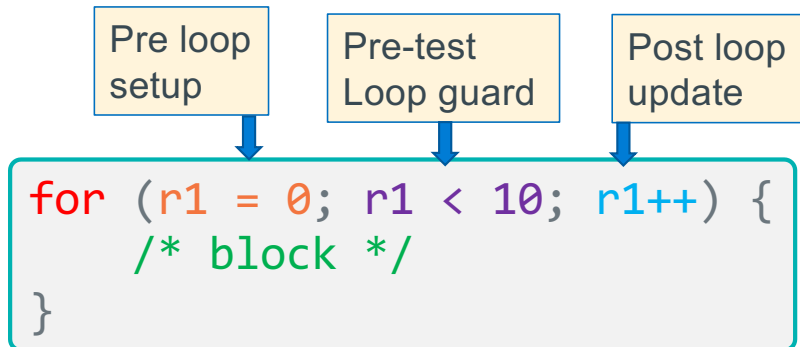 Pre loop
setup
Pre-test
Loop guard
Post loop
update
for (r1 = 0; r1 < 10; r1++) {
/* block */
}